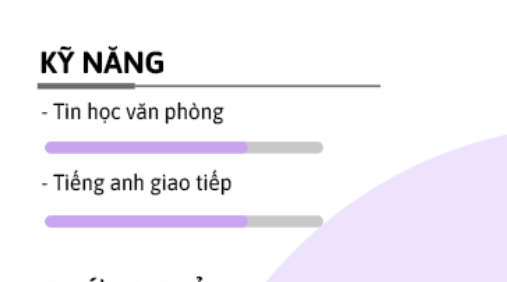 KỸ NĂNG
- Tin học văn phòng
- Tiếng anh giao tiếp